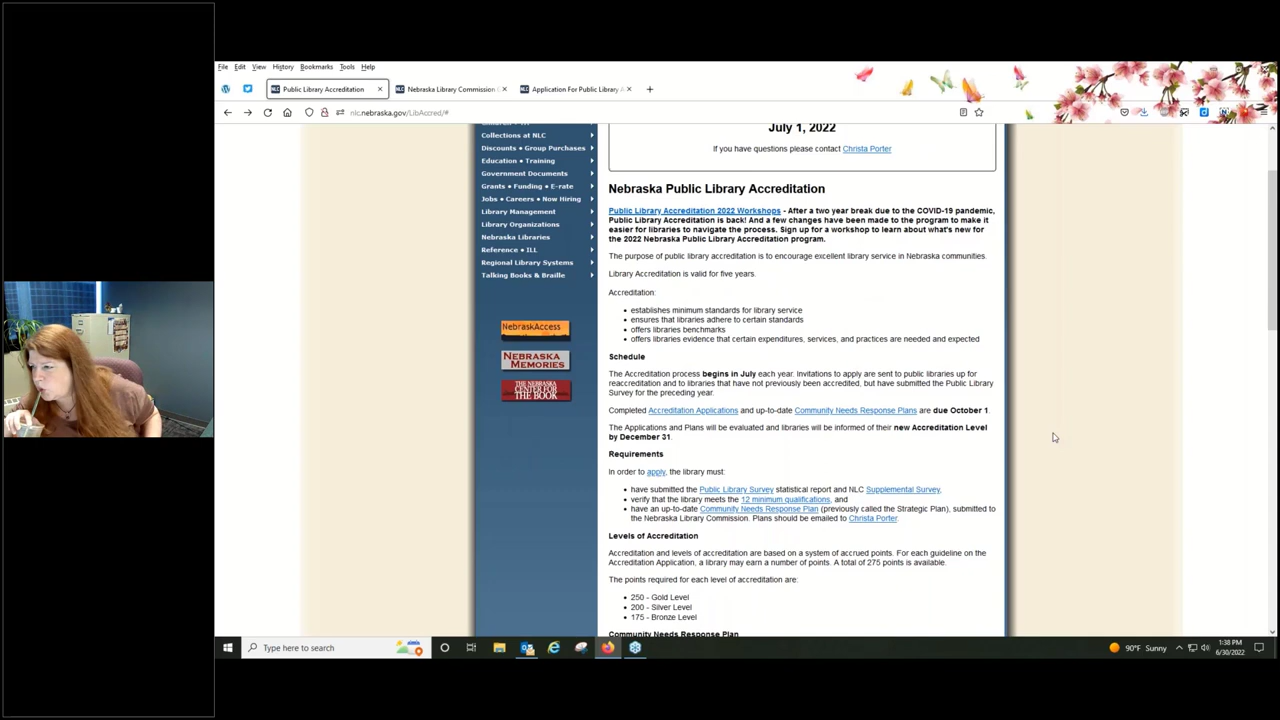 File Edit View History Bookmarks Tools Help
Public Library Accreditation
Nebraska Library Commission
Application For Public Library A
nlc.nebraska.gov/LibAccred/#
Collections at NLC
Discounts • Group Purchases
Education • Training
Government Documents
Grants • Funding • E-rate
Jobs • Careers • Now Hiring
Library Management
Library Organizations
Nebraska Libraries
Reference • ILL
Regional Library Systems
Talking Books & Braille
NebraskAccess
NEBRASKA
MEMORIES
THE NEBRASKA
CENTER FOR
THE BOOK
July 1, 2022
If you have questions please contact Christa Porter
Nebraska Public Library Accreditation
Public Library Accreditation 2022 Workshops - After a two year break due to the COVID-19 pandemic,
Public Library Accreditation is back! And a few changes have been made to the program to make it
easier for libraries to navigate the process. Sign up for a workshop to learn about what's new for
the 2022 Nebraska Public Library Accreditation program.
The purpose of public library accreditation is to encourage excellent library service in Nebraska communities.
Library Accreditation is valid for five years.
Accreditation:
• establishes minimum standards for library service
• ensures that libraries adhere to certain standards
• offers libraries benchmarks
• offers libraries evidence that certain expenditures, services, and practices are needed and expected
Schedule
The Accreditation process begins in July each year. Invitations to apply are sent to public libraries up for
reaccreditation and to libraries that have not previously been accredited, but have submitted the Public Library
Survey for the preceding year.
Completed Accreditation Applications and up-to-date Community Needs Response Plans are due October 1.
The Applications and Plans will be evaluated and libraries will be informed of their new Accreditation Level
by December 31.
Requirements
In order to apply, the library must:
• have submitted the Public Library Survey statistical report and NLC Supplemental Survey,
• verify that the library meets the 12 minimum qualifications, and
• have an up-to-date Community Needs Response Plan (previously called the Strategic Plan), submitted to
the Nebraska Library Commission. Plans should be emailed to Christa Porter.
Levels of Accreditation
Accreditation and levels of accreditation are based on a system of accrued points. For each guideline on the
Accreditation Application, a library may earn a number of points. A total of 275 points is available.
The points required for each level of accreditation are:
• 250 - Gold Level
• 200 - Silver Level
• 175 - Bronze Level
Community Needs Response Plan
Type here to search
90°F Sunny
1:38 PM
6/30/2022